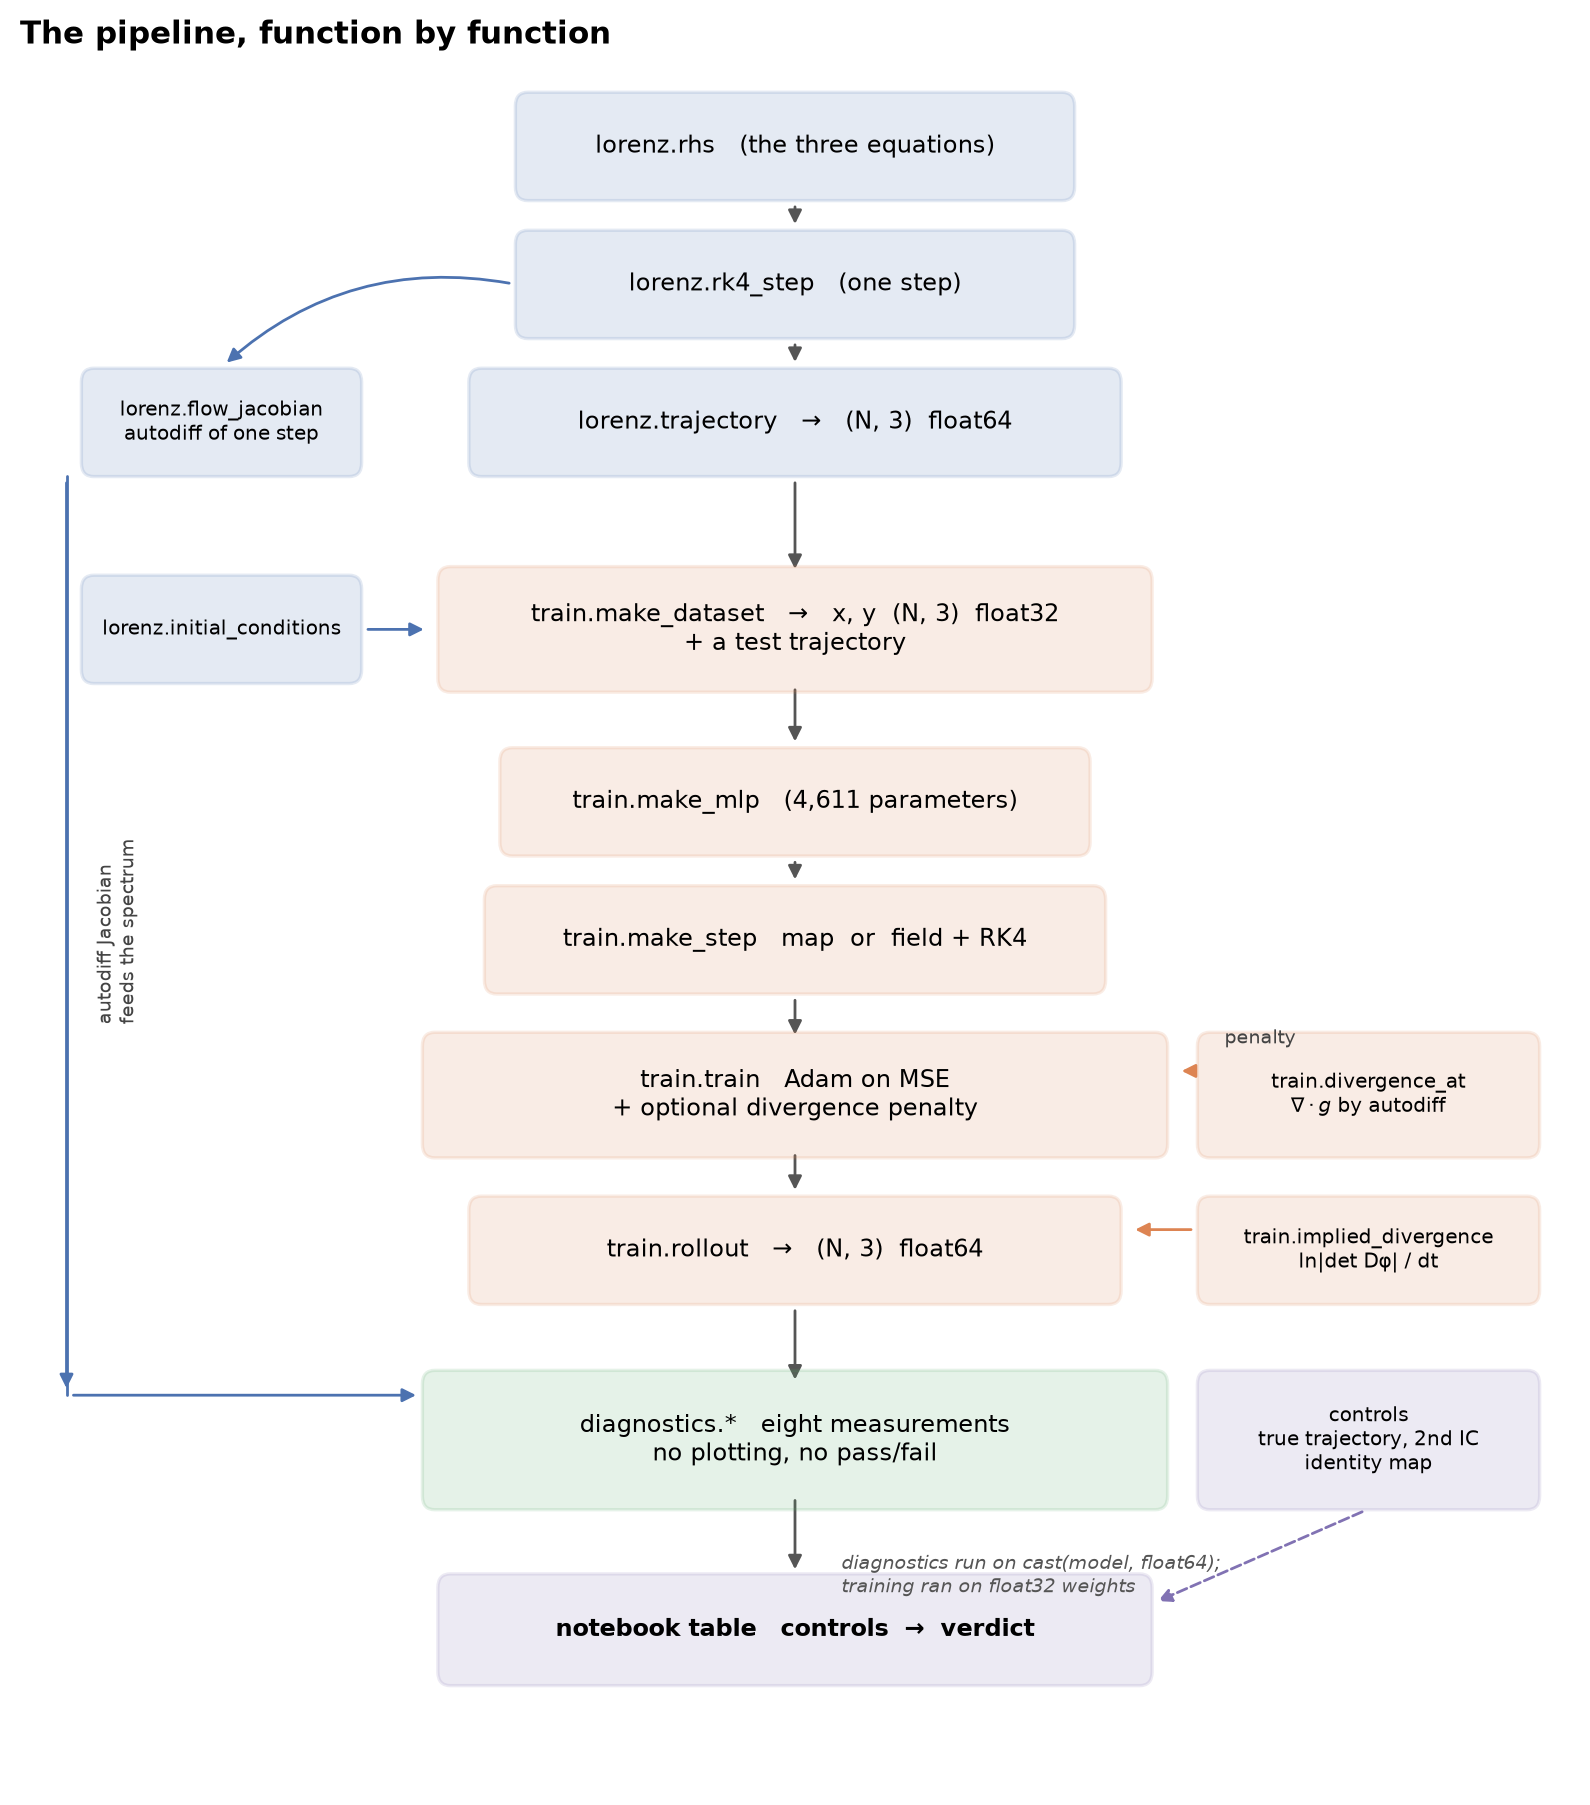 The pipeline, function by function
lorenz.rhs (the three equations)
lorenz.rk4_step (one step)
lorenz.flow_jacobian
autodiff of one step
lorenz.trajectory → (N, 3) float64
lorenz.initial_conditions
train.make_dataset → x, y (N, 3) float32
+ a test trajectory
train.make_mlp (4,611 parameters)
autodiff Jacobian
feeds the spectrum
train.make_step map or field + RK4
train.train Adam on MSE
+ optional divergence penalty
penalty
train.divergence_at
∇·g by autodiff
train.rollout → (N, 3) float64
train.implied_divergence
ln|det Dφ| / dt
diagnostics.* eight measurements
no plotting, no pass/fail
controls
true trajectory, 2nd IC
identity map
diagnostics run on cast(model, float64);
training ran on float32 weights
notebook table controls → verdict